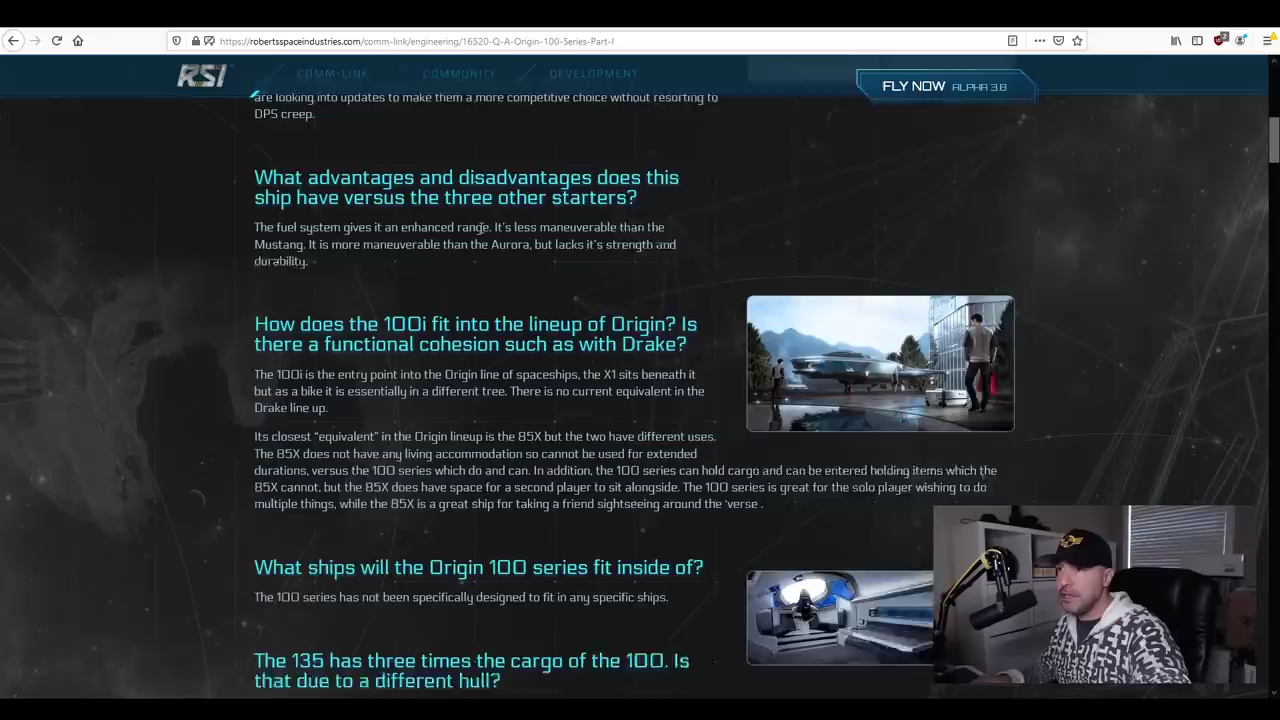 https://robertsspaceindustries.com/comm-link/engineering/16520-Q-A-Origin-100-Series-Part-I
2
RSI
COMM-LINK
COMMUNITY
DEVELOPMENT
FLY NOW ALPHA 3.8
are looking into updates to make them a more competitive choice without resorting to
DPS creep.
What advantages and disadvantages does this
ship have versus the three other starters?
The fuel system gives it an enhanced range. It's less maneuverable than the
Mustang. It is more maneuverable than the Aurora, but lacks it's strength and
durability.
How does the 100i fit into the lineup of Origin? Is
there a functional cohesion such as with Drake?
The 100i is the entry point into the Origin line of spaceships, the X1 sits beneath it
but as a bike it is essentially in a different tree. There is no current equivalent in the
Drake line up.
Its closest “equivalent” in the Origin lineup is the 85X but the two have different uses.
The 85X does not have any living accommodation so cannot be used for extended
durations, versus the 100 series which do and can. In addition, the 100 series can hold cargo and can be entered holding items which the
85X cannot, but the 85X does have space for a second player to sit alongside. The 100 series is great for the solo player wishing to do
multiple things, while the 85X is a great ship for taking a friend sightseeing around the 'verse .
What ships will the Origin 100 series fit inside of?
The 100 series has not been specifically designed to fit in any specific ships.
The 135 has three times the cargo of the 100. Is
that due to a different hull?